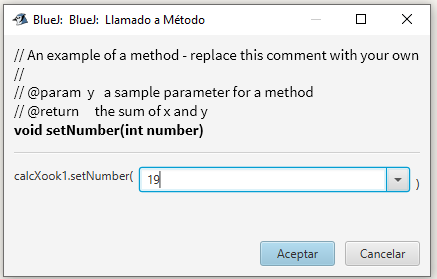 BlueJ: BlueJ: Llamado a Método
// An example of a method - replace this comment with your own
//
// @param y a sample parameter for a method
// @return the sum of x and y
void setNumber(int number)
calcXook1.setNumber( 19 )
Aceptar Cancelar